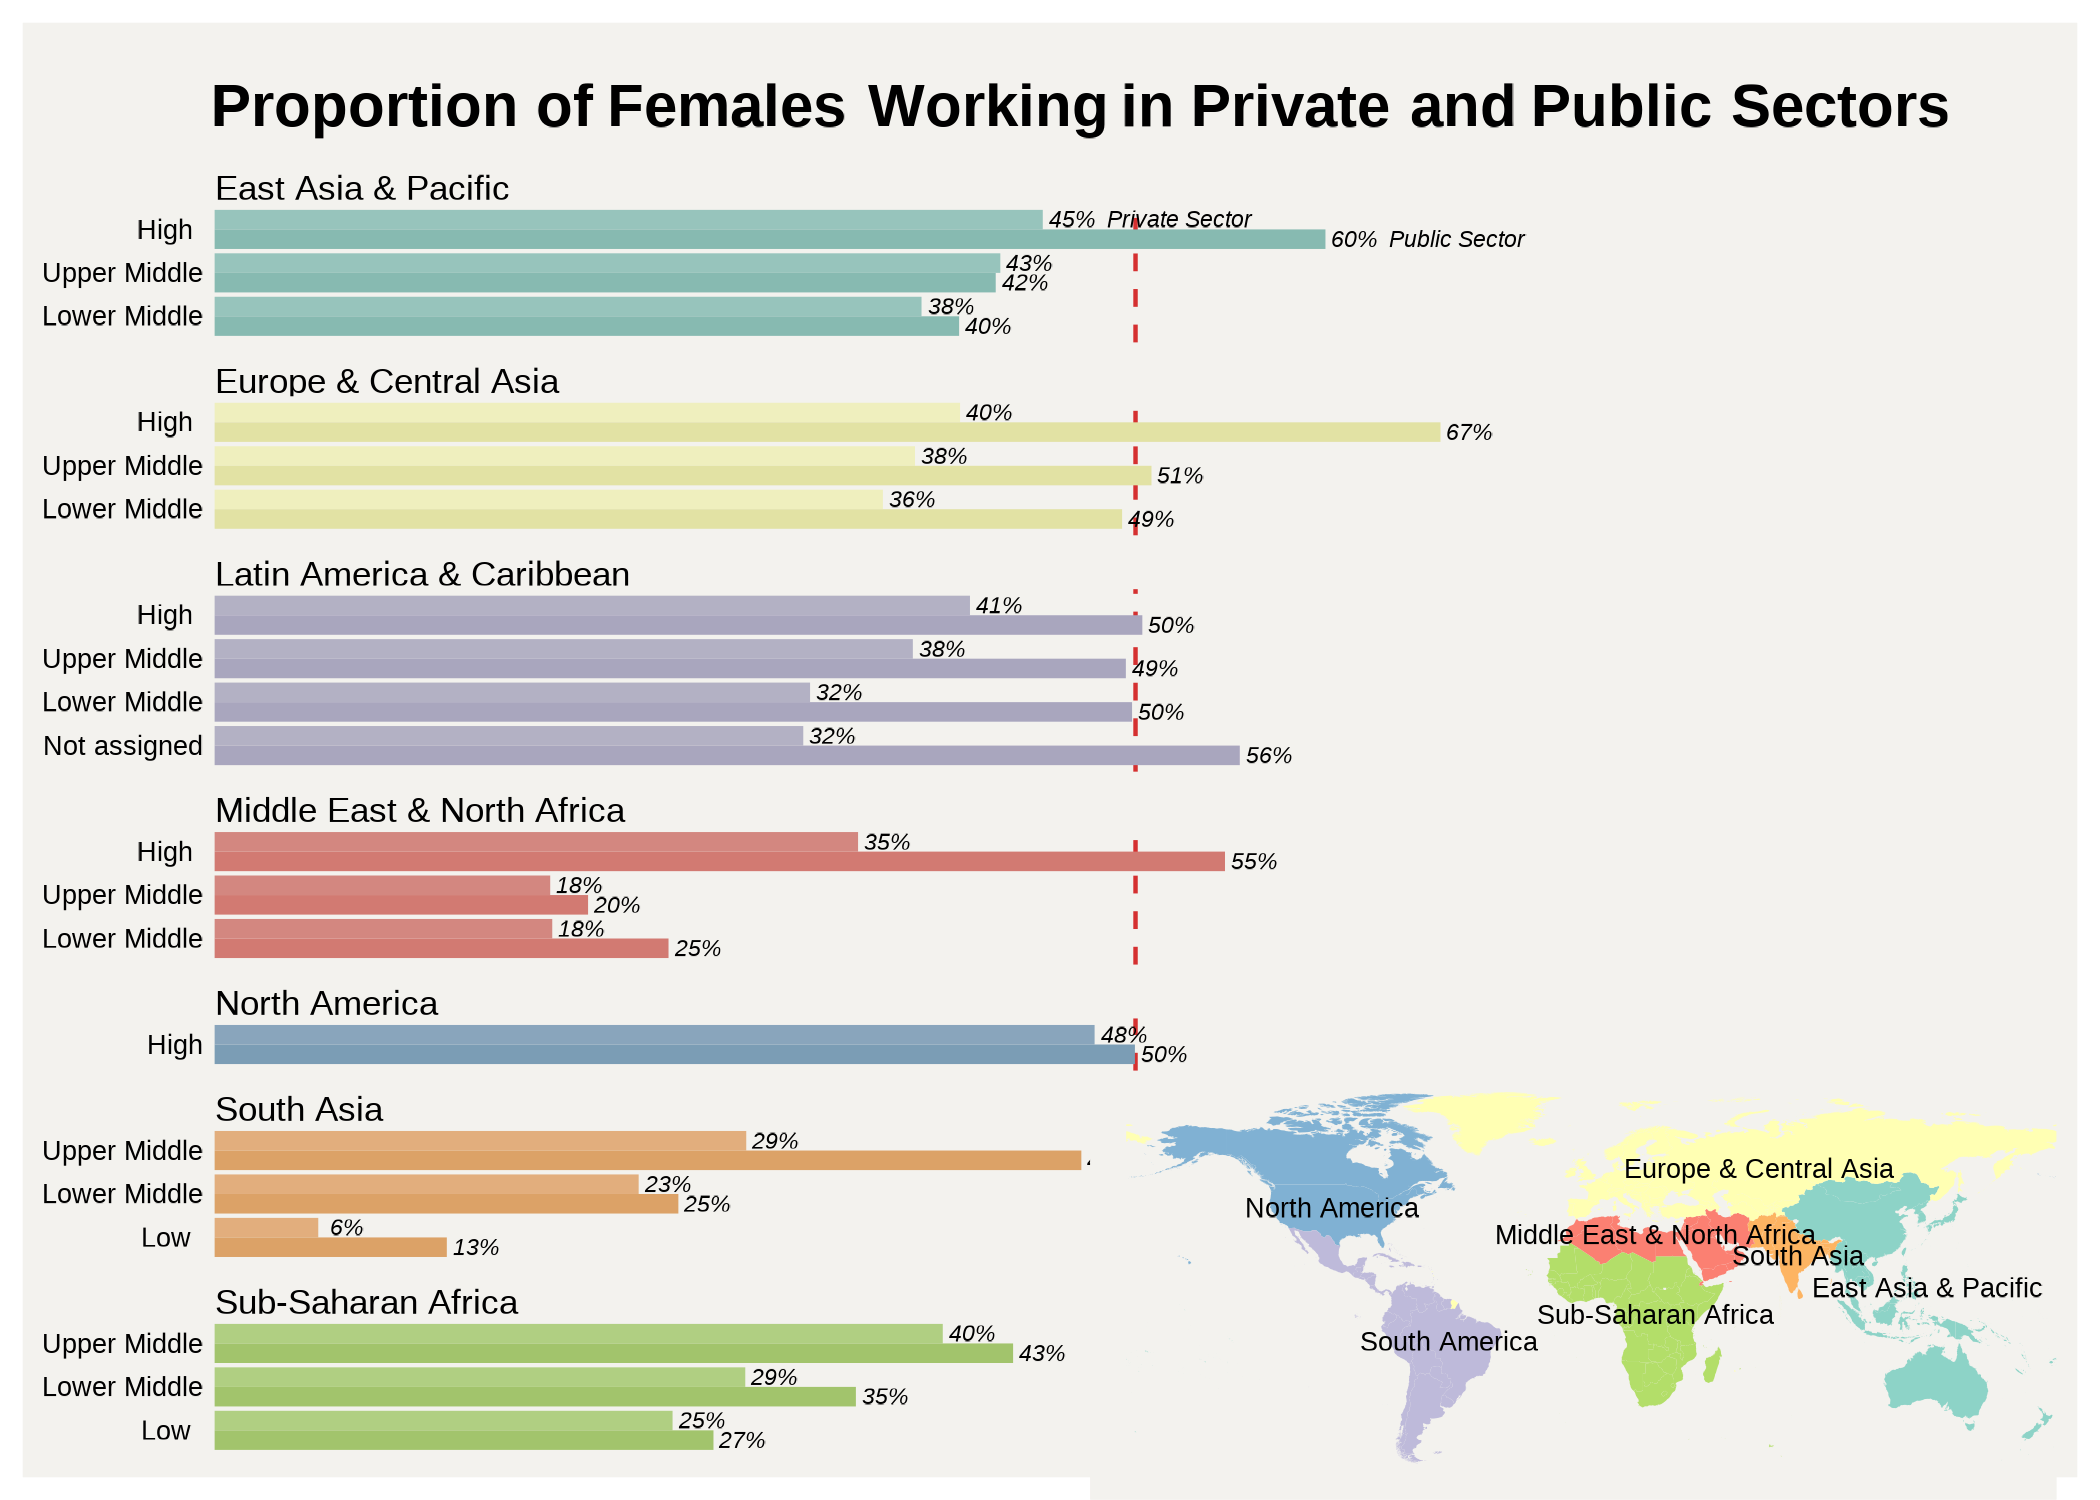 Proportion of Females Working in Private and Public Sectors
East Asia & Pacific
High 45% Private Sector
60% Public Sector
Upper Middle 43%
42%
Lower Middle 38%
40%
Europe & Central Asia
High 40%
67%
Upper Middle 38%
51%
Lower Middle 36%
49%
Latin America & Caribbean
High 41%
50%
Upper Middle 38%
49%
Lower Middle 32%
50%
Not assigned 32%
56%
Middle East & North Africa
High 35%
55%
Upper Middle 18%
20%
Lower Middle 18%
25%
North America
High 48%
50%
South Asia
Upper Middle 29%
Lower Middle 23%
25%
Low 6%
13%
Sub-Saharan Africa
Upper Middle 40%
43%
Lower Middle 29%
35%
Low 25%
27%
Europe & Central Asia
North America
Middle East & North Africa
South Asia
East Asia & Pacific
Sub-Saharan Africa
South America